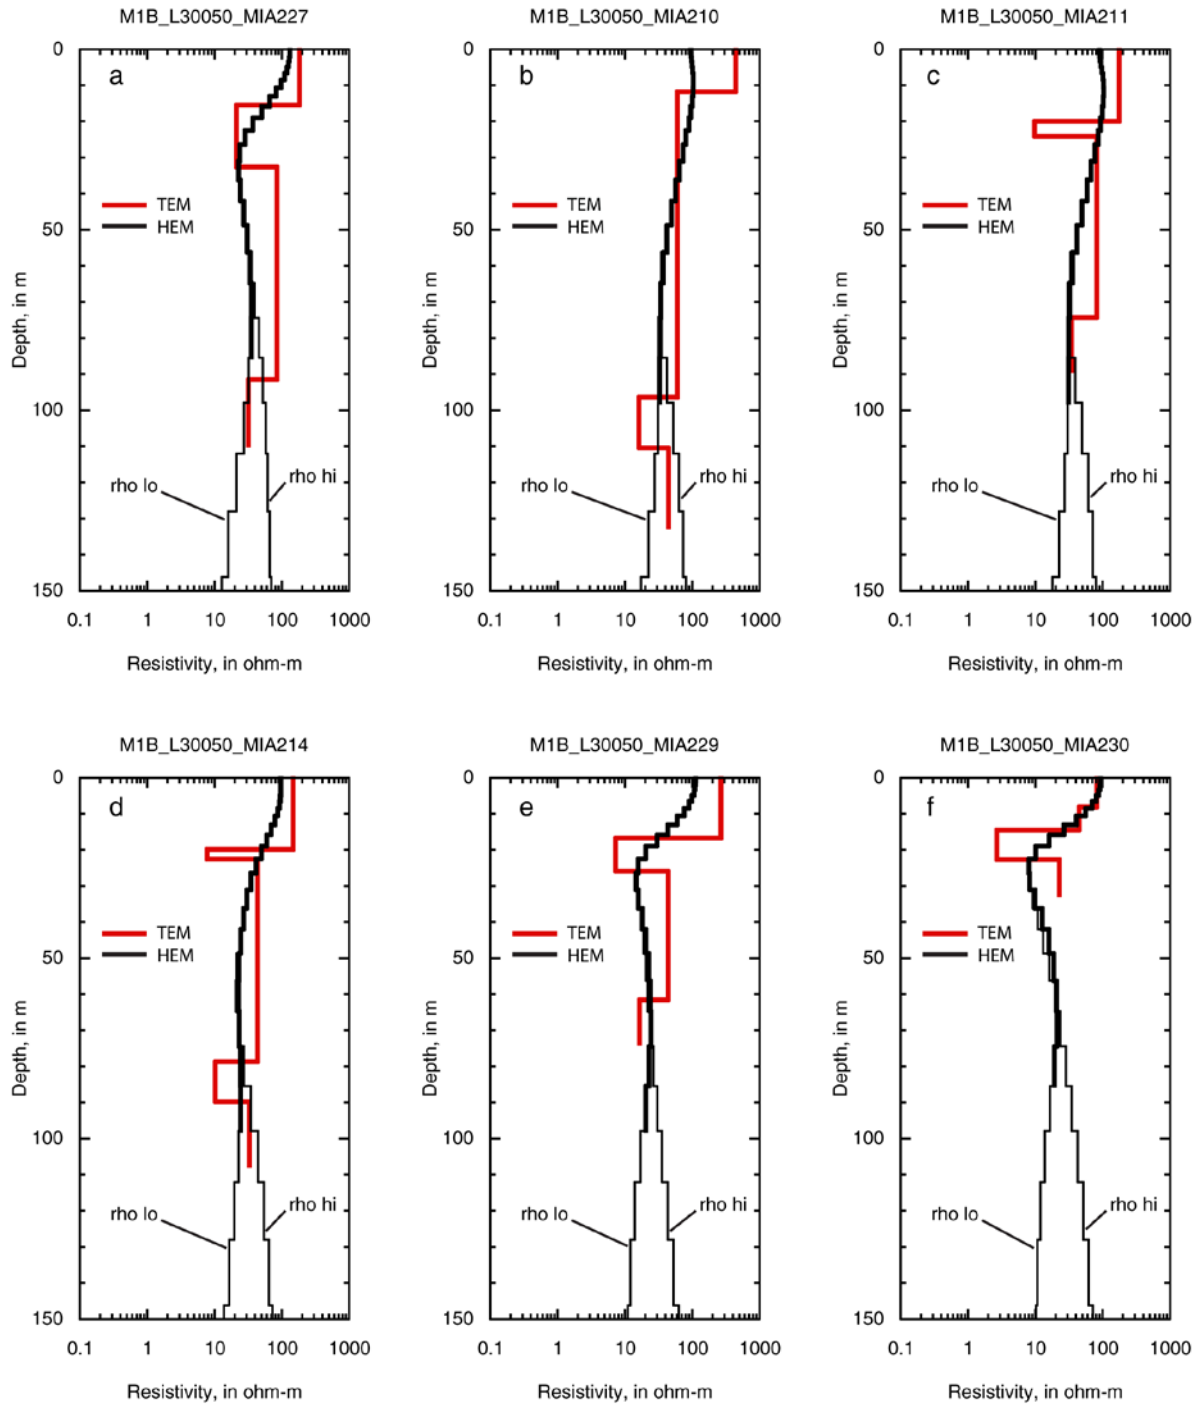 M1B_L30050_MIA227
a
0
50
100
150
Depth, in m
TEM
HEM
rho lo
rho hi
0.1 1 10 100 1000
Resistivity, in ohm-m
M1B_L30050_MIA210
b
0
50
100
150
Depth, in m
TEM
HEM
rho lo
rho hi
0.1 1 10 100 1000
Resistivity, in ohm-m
M1B_L30050_MIA211
c
0
50
100
150
Depth, in m
TEM
HEM
rho lo
rho hi
0.1 1 10 100 1000
Resistivity, in ohm-m
M1B_L30050_MIA214
d
0
50
100
150
Depth, in m
TEM
HEM
rho lo
rho hi
0.1 1 10 100 1000
Resistivity, in ohm-m
M1B_L30050_MIA229
e
0
50
100
150
Depth, in m
TEM
HEM
rho lo
rho hi
0.1 1 10 100 1000
Resistivity, in ohm-m
M1B_L30050_MIA230
f
0
50
100
150
Depth, in m
TEM
HEM
rho lo
rho hi
0.1 1 10 100 1000
Resistivity, in ohm-m